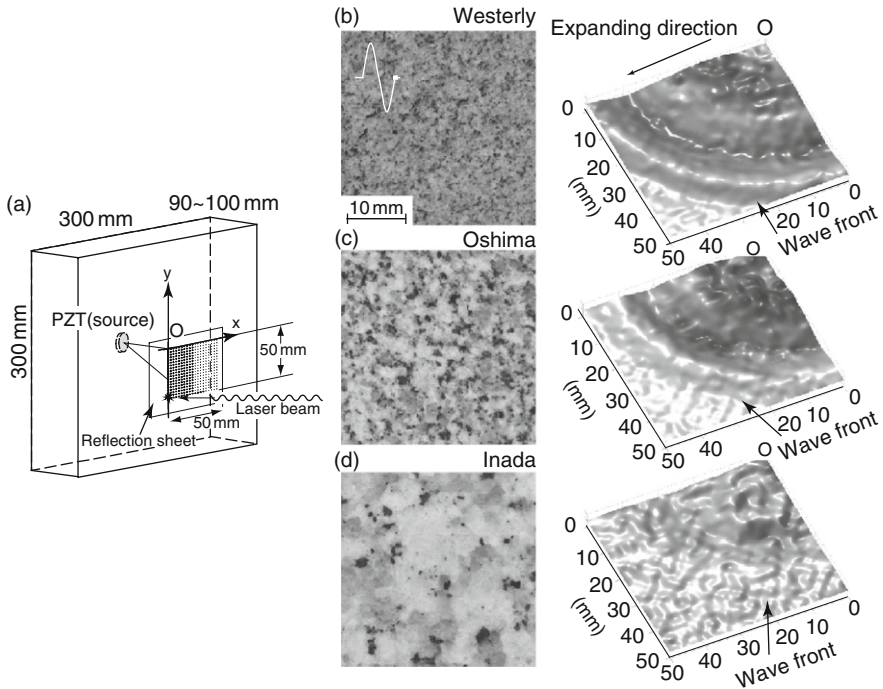 (a)
300 mm
90~100 mm
300 mm
PZT(source)
y
O
x
50 mm
Laser beam
50 mm
Reflection sheet
(b)
Westerly
10 mm
Expanding direction
O
0
10
20
30
40
50
(mm)
50
40
20
10
0
Wave front
(c)
Oshima
O
0
10
20
30
40
50
(mm)
50
40
20
10
0
Wave front
(d)
Inada
O
0
10
20
30
40
50
(mm)
50
40
30
20
10
0
Wave front